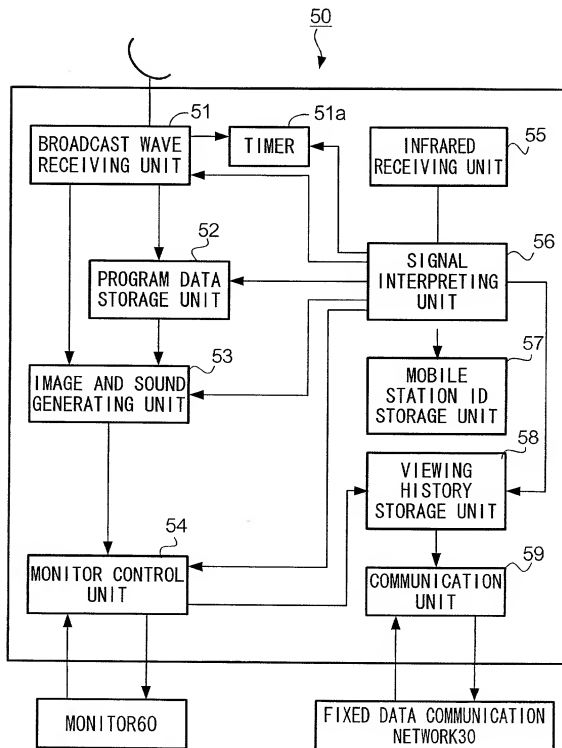 50
51
BROADCAST WAVE
RECEIVING UNIT
51a
TIMER
55
INFRARED
RECEIVING UNIT
52
PROGRAM DATA
STORAGE UNIT
56
SIGNAL
INTERPRETING
UNIT
53
IMAGE AND SOUND
GENERATING UNIT
57
MOBILE
STATION ID
STORAGE UNIT
58
VIEWING
HISTORY
STORAGE UNIT
54
MONITOR CONTROL
UNIT
59
COMMUNICATION
UNIT
MONITOR60
FIXED DATA COMMUNICATION
NETWORK30